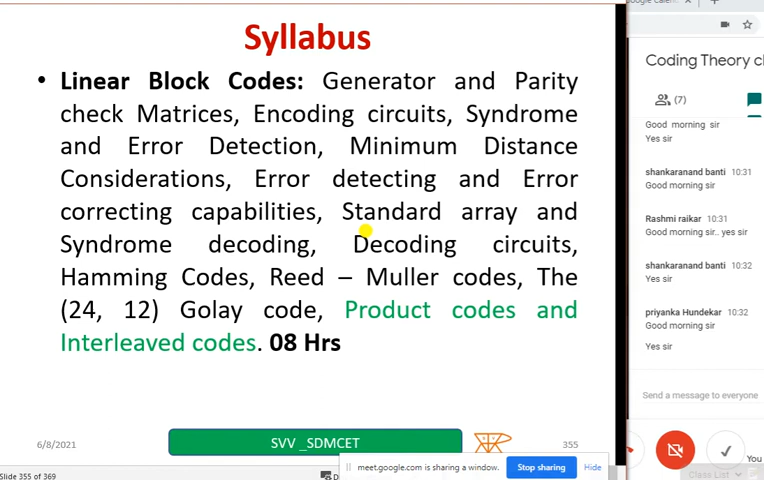 Syllabus
• Linear Block Codes: Generator and Parity
check Matrices, Encoding circuits, Syndrome
and Error Detection, Minimum Distance
Considerations, Error detecting and Error
correcting capabilities, Standard array and
Syndrome decoding, Decoding circuits,
Hamming Codes, Reed – Muller codes, The
(24, 12) Golay code, Product codes and
Interleaved codes. 08 Hrs
6/8/2021
SVV _SDMCET
355
Slide 355 of 369
meet.google.com is sharing a window.
Stop sharing
Hide
Coding Theory cl
(7)
Good morning sir
Yes sir
shankaranand banti 10:31
Good morning sir
Rashmi raikar 10:31
Good morning sir.. yes sir
shankaranand banti 10:32
Yes sir
priyanka Hundekar 10:32
Good morning sir
Yes sir
Send a message to everyone
You
Class List